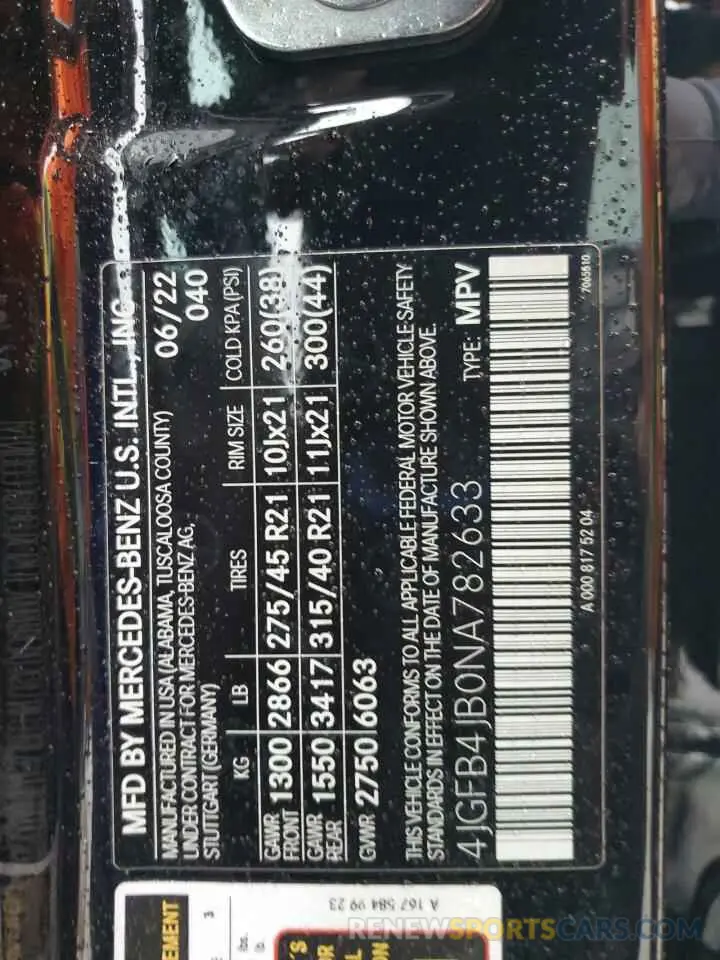 MFD BY MERCEDES-BENZ U.S. INTL., INC.
MANUFACTURED IN USA (ALABAMA, TUSCALOOSA COUNTY) 06/22
UNDER CONTRACT FOR MERCEDES-BENZ AG, 040
STUTTGART (GERMANY)
KG LB TIRES RIM SIZE COLD KPA (PSI)
GAWR FRONT 1300 2866 275/45 R21 10Jx21 260(38)
GAWR REAR 1550 3417 315/40 R21 11Jx21 300(44)
GVWR 2750 6063
THIS VEHICLE CONFORMS TO ALL APPLICABLE FEDERAL MOTOR VEHICLE-SAFETY
STANDARDS IN EFFECT ON THE DATE OF MANUFACTURE SHOWN ABOVE.
4JGFB4JB0NA782633 TYPE: MPV
A 000 817 52 04 7065610
A 167 584 99 23
3
lbs.
lb
RENEWSPORTSCARS.COM